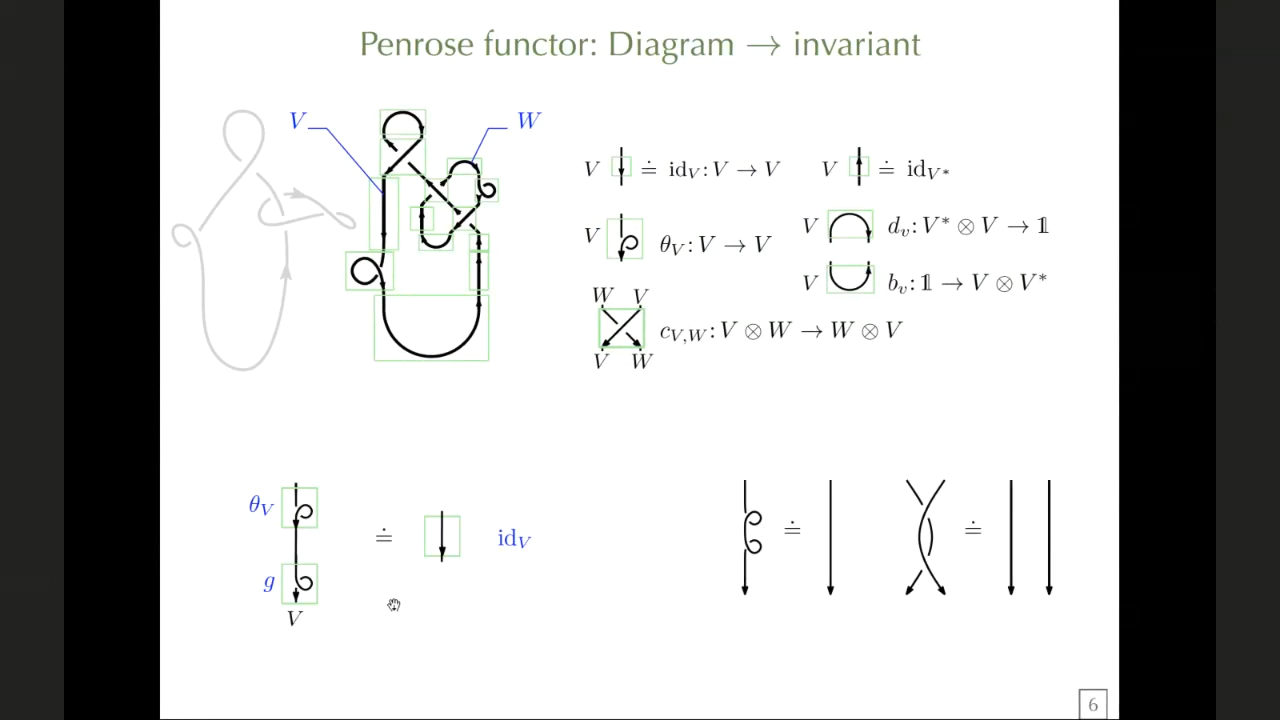 Penrose functor: Diagram → invariant
V W
V ≐ id_V : V → V V ≐ id_{V*}
V θ_V : V → V V d_v : V* ⊗ V → 𝟙
V b_v : 𝟙 → V ⊗ V*
W V
c_{V,W} : V ⊗ W → W ⊗ V
V W
θ_V ≐ id_V ≐ ≐
g
V
6